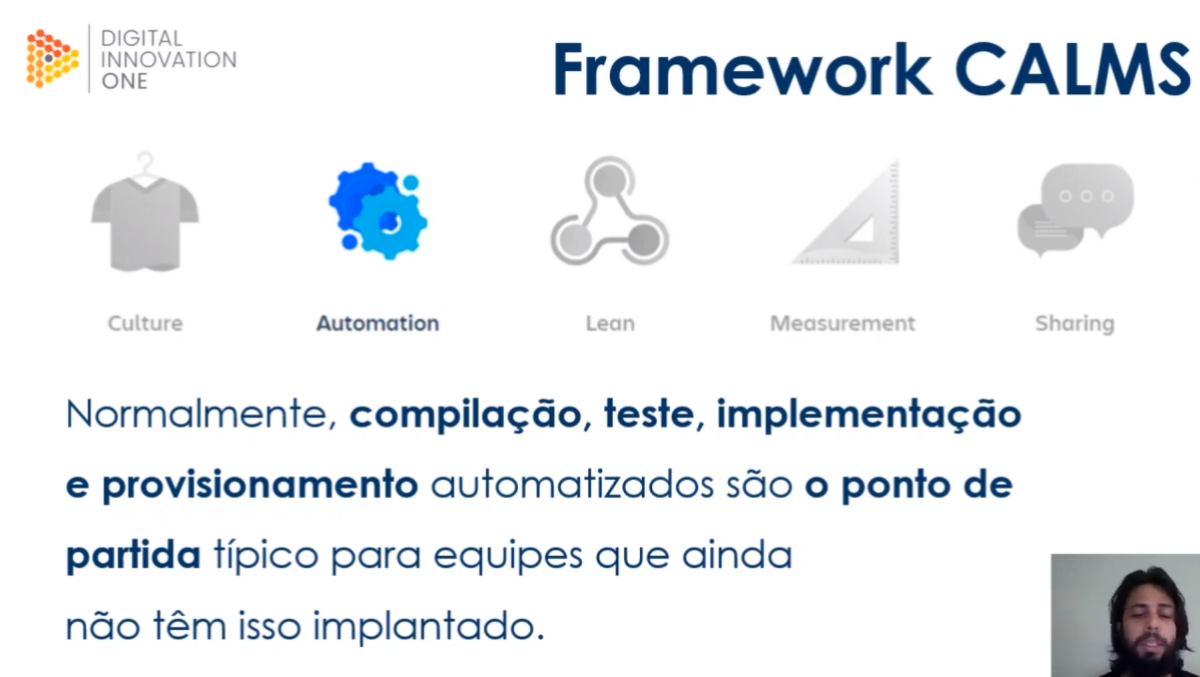 DIGITAL
INNOVATION
ONE
Framework CALMS
Culture
Automation
Lean
Measurement
Sharing
Normalmente, compilação, teste, implementação
e provisionamento automatizados são o ponto de
partida típico para equipes que ainda
não têm isso implantado.